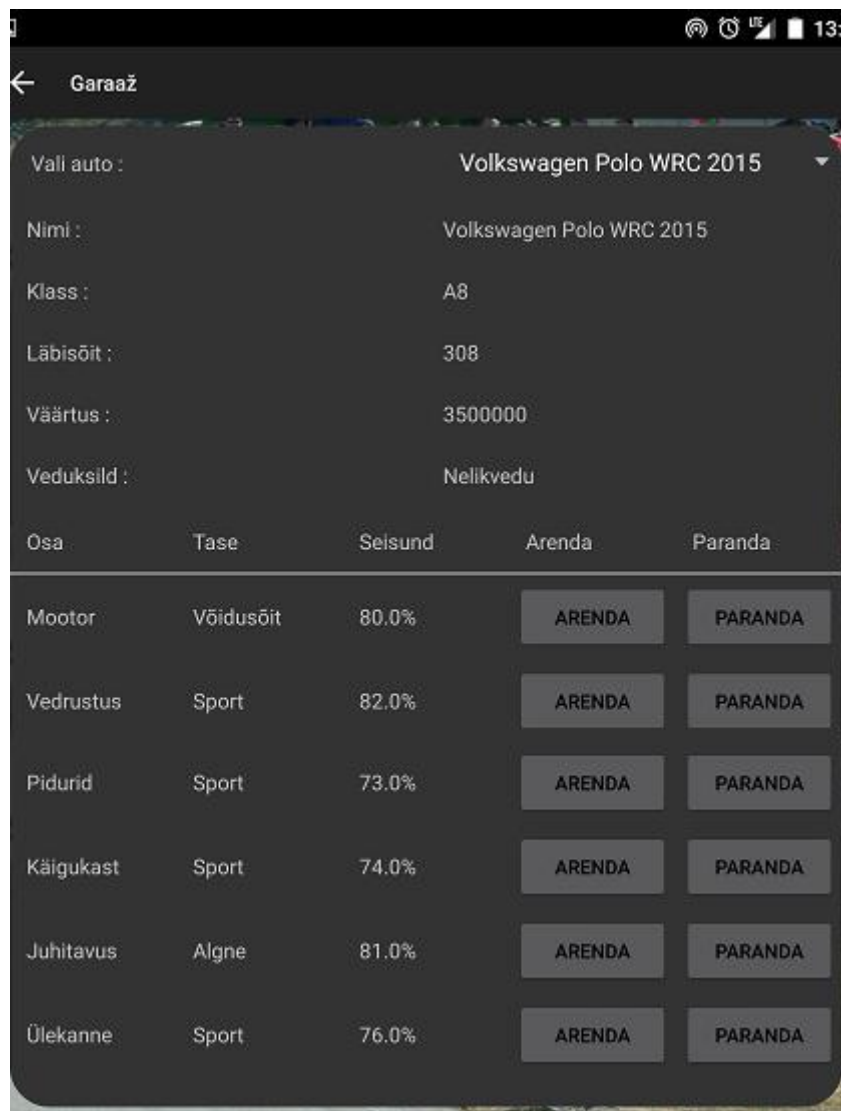 LTE 13:
Garaaž
Vali auto : Volkswagen Polo WRC 2015
Nimi : Volkswagen Polo WRC 2015
Klass : A8
Läbisõit : 308
Väärtus : 3500000
Veduksild : Nelikvedu
Osa Tase Seisund Arenda Paranda
Mootor Võidusõit 80.0% ARENDA PARANDA
Vedrustus Sport 82.0% ARENDA PARANDA
Pidurid Sport 73.0% ARENDA PARANDA
Käigukast Sport 74.0% ARENDA PARANDA
Juhitavus Algne 81.0% ARENDA PARANDA
Ülekanne Sport 76.0% ARENDA PARANDA